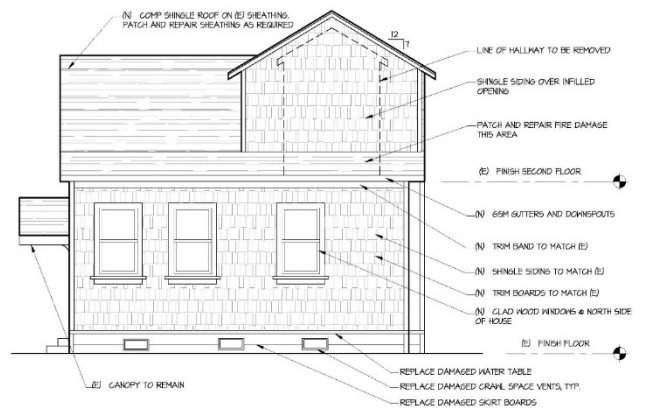 (N) COMP SHINGLE ROOF ON (E) SHEATHING.
PATCH AND REPAIR SHEATHING AS REQUIRED
12
7
LINE OF HALLWAY TO BE REMOVED
SHINGLE SIDING OVER INFILLED
OPENING
PATCH AND REPAIR FIRE DAMAGE
THIS AREA
(E) FINISH SECOND FLOOR
(N) GSM GUTTERS AND DOWNSPOUTS
(N) TRIM BAND TO MATCH (E)
(N) SHINGLE SIDING TO MATCH (E)
(N) TRIM BOARDS TO MATCH (E)
(N) CLAD WOOD WINDOWS @ NORTH SIDE
OF HOUSE
(E) FINISH FLOOR
REPLACE DAMAGED WATER TABLE
(E) CANOPY TO REMAIN
REPLACE DAMAGED CRAWL SPACE VENTS, TYP.
REPLACE DAMAGED SKIRT BOARDS